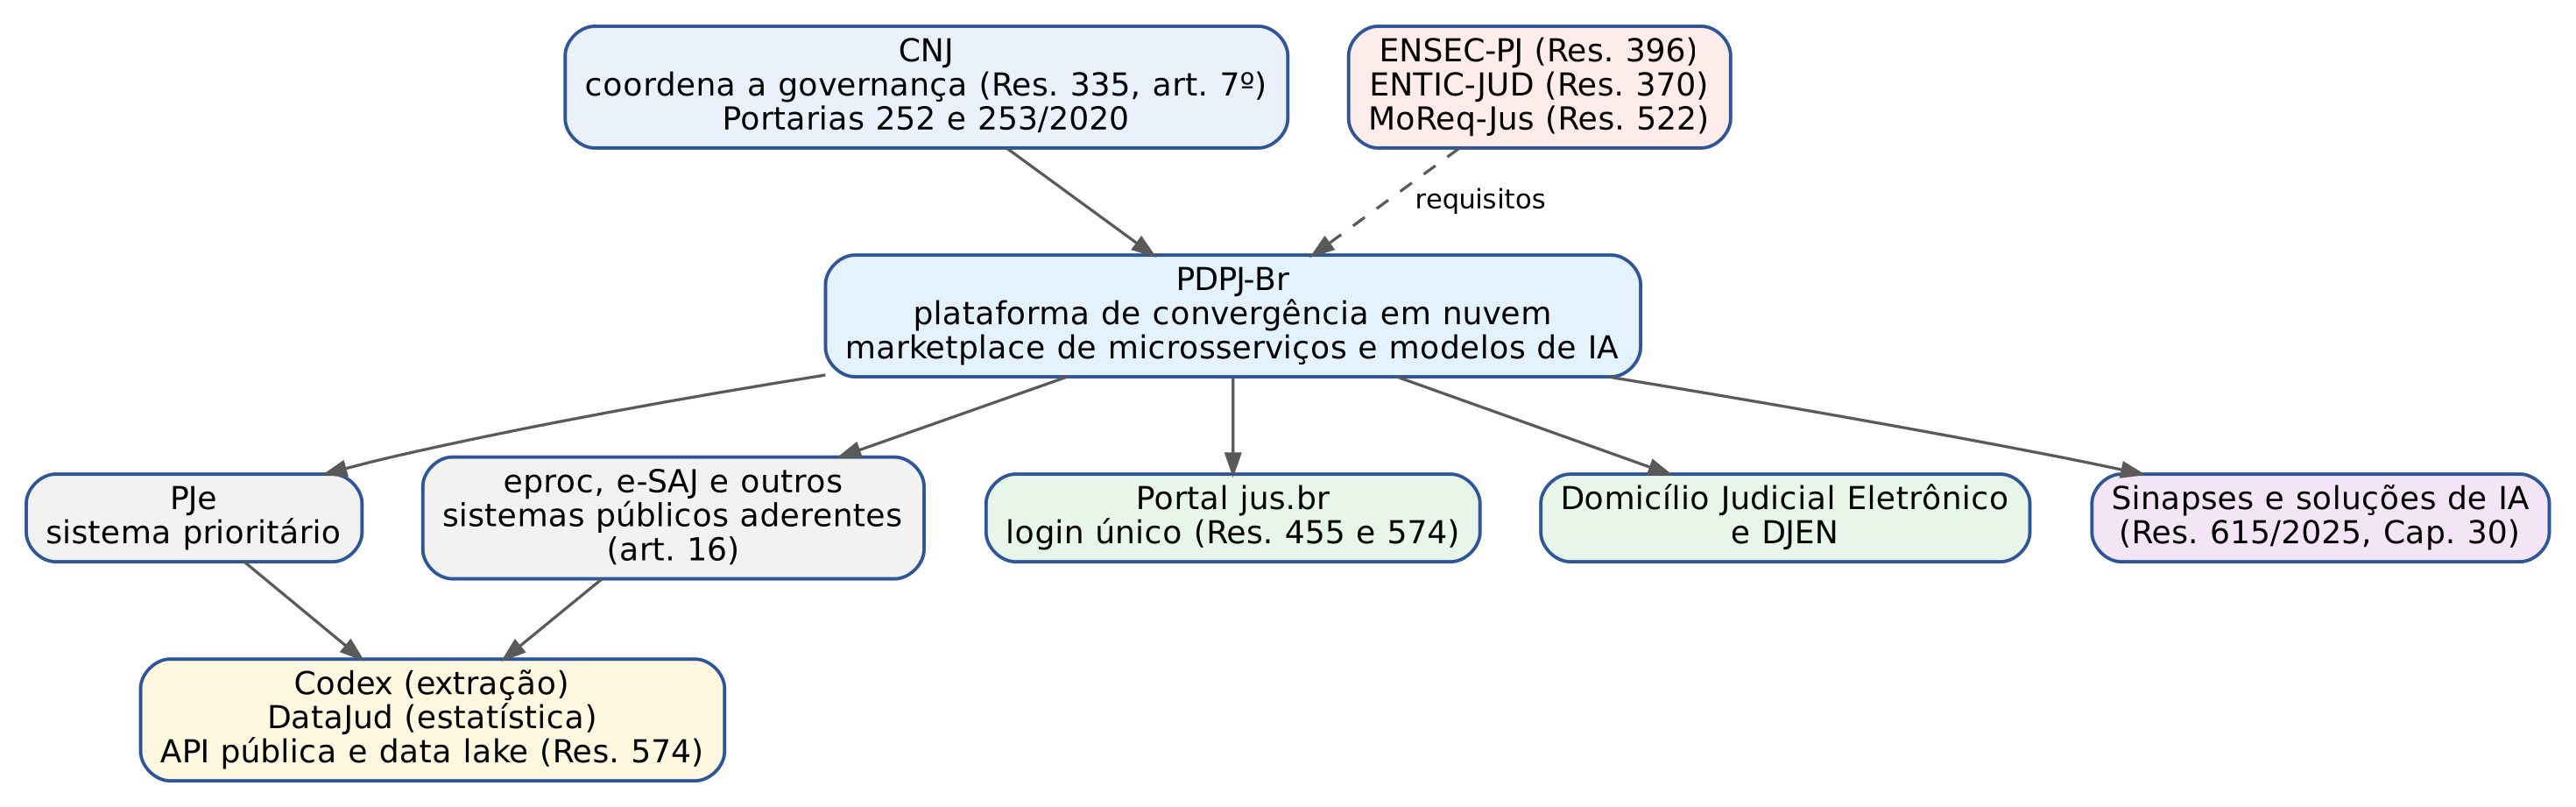 CNJ
coordena a governança (Res. 335, art. 7º)
Portarias 252 e 253/2020
ENSEC-PJ (Res. 396)
ENTIC-JUD (Res. 370)
MoReq-Jus (Res. 522)
requisitos
PDPJ-Br
plataforma de convergência em nuvem
marketplace de microsserviços e modelos de IA
PJe
sistema prioritário
eproc, e-SAJ e outros
sistemas públicos aderentes
(art. 16)
Portal jus.br
login único (Res. 455 e 574)
Domicílio Judicial Eletrônico
e DJEN
Sinapses e soluções de IA
(Res. 615/2025, Cap. 30)
Codex (extração)
DataJud (estatística)
API pública e data lake (Res. 574)